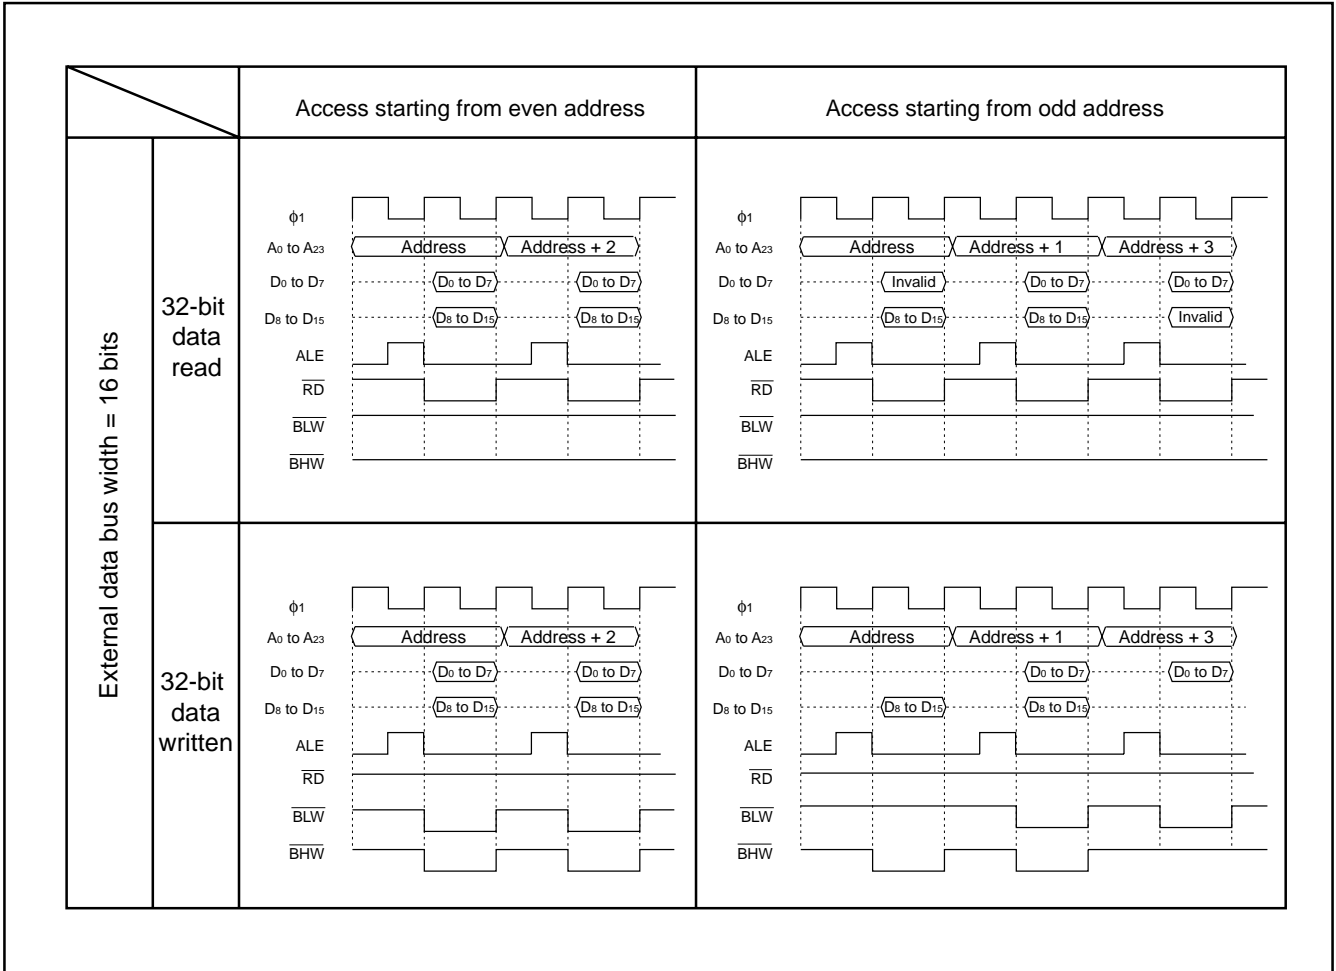 Access starting from even address
Access starting from odd address
External data bus width = 16 bits
32-bit
data
read
ϕ1
A0 to A23
Address
Address + 2
D0 to D7
D0 to D7
D0 to D7
D8 to D15
D8 to D15
D8 to D15
ALE
RD
BLW
BHW
ϕ1
A0 to A23
Address
Address + 1
Address + 3
D0 to D7
Invalid
D0 to D7
D0 to D7
D8 to D15
D8 to D15
D8 to D15
Invalid
ALE
RD
BLW
BHW
32-bit
data
written
ϕ1
A0 to A23
Address
Address + 2
D0 to D7
D0 to D7
D0 to D7
D8 to D15
D8 to D15
D8 to D15
ALE
RD
BLW
BHW
ϕ1
A0 to A23
Address
Address + 1
Address + 3
D0 to D7
D0 to D7
D0 to D7
D8 to D15
D8 to D15
D8 to D15
ALE
RD
BLW
BHW